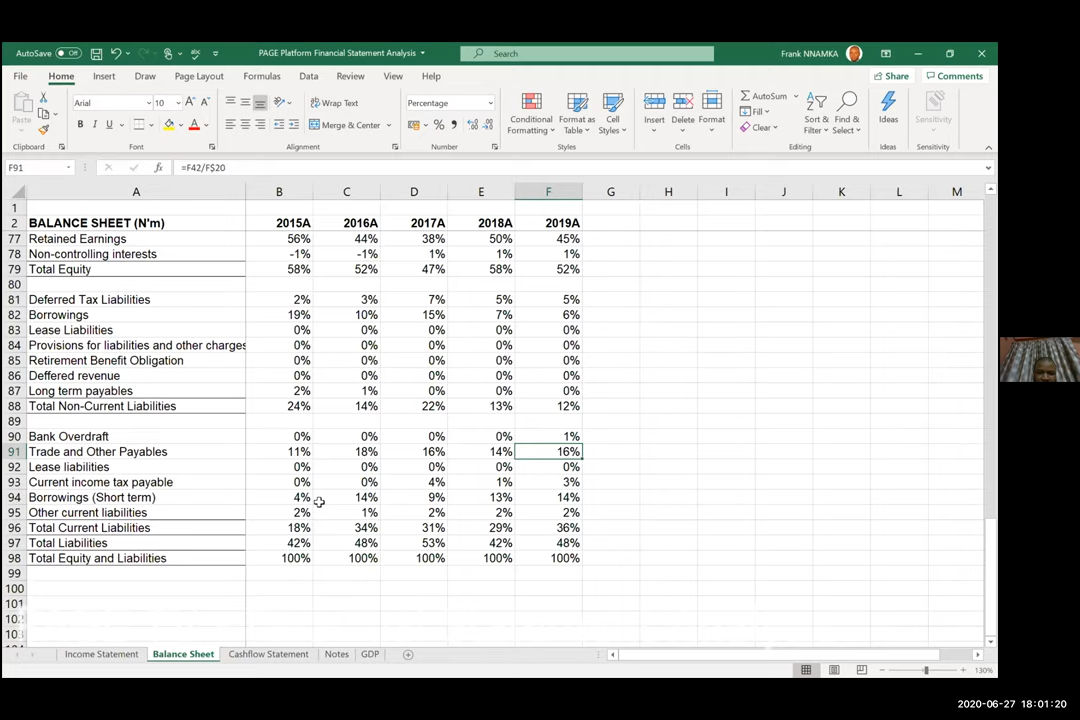 AutoSave Off PAGE Platform Financial Statement Analysis Search Frank NNAMKA
File Home Insert Draw Page Layout Formulas Data Review View Help Share Comments
Paste Arial 10 A A Wrap Text Percentage Conditional Formatting Format as Table Cell Styles Insert Delete Format AutoSum Fill Clear Sort & Filter Find & Select Ideas Sensitivity
B I U A Merge & Center % ,
Clipboard Font Alignment Number Styles Cells Editing Ideas Sensitivity
F91 fx =F42/F$20
A B C D E F G H I J K L M
1
2 BALANCE SHEET (N'm) 2015A 2016A 2017A 2018A 2019A
77 Retained Earnings 56% 44% 38% 50% 45%
78 Non-controlling interests -1% -1% 1% 1% 1%
79 Total Equity 58% 52% 47% 58% 52%
80
81 Deferred Tax Liabilities 2% 3% 7% 5% 5%
82 Borrowings 19% 10% 15% 7% 6%
83 Lease Liabilities 0% 0% 0% 0% 0%
84 Provisions for liabilities and other charges 0% 0% 0% 0% 0%
85 Retirement Benefit Obligation 0% 0% 0% 0% 0%
86 Deffered revenue 0% 0% 0% 0% 0%
87 Long term payables 2% 1% 0% 0% 0%
88 Total Non-Current Liabilities 24% 14% 22% 13% 12%
89
90 Bank Overdraft 0% 0% 0% 0% 1%
91 Trade and Other Payables 11% 18% 16% 14% 16%
92 Lease liabilities 0% 0% 0% 0% 0%
93 Current income tax payable 0% 0% 4% 1% 3%
94 Borrowings (Short term) 4% 14% 9% 13% 14%
95 Other current liabilities 2% 1% 2% 2% 2%
96 Total Current Liabilities 18% 34% 31% 29% 36%
97 Total Liabilities 42% 48% 53% 42% 48%
98 Total Equity and Liabilities 100% 100% 100% 100% 100%
99
100
101
102
103
Income Statement Balance Sheet Cashflow Statement Notes GDP
130%
2020-06-27 18:01:20